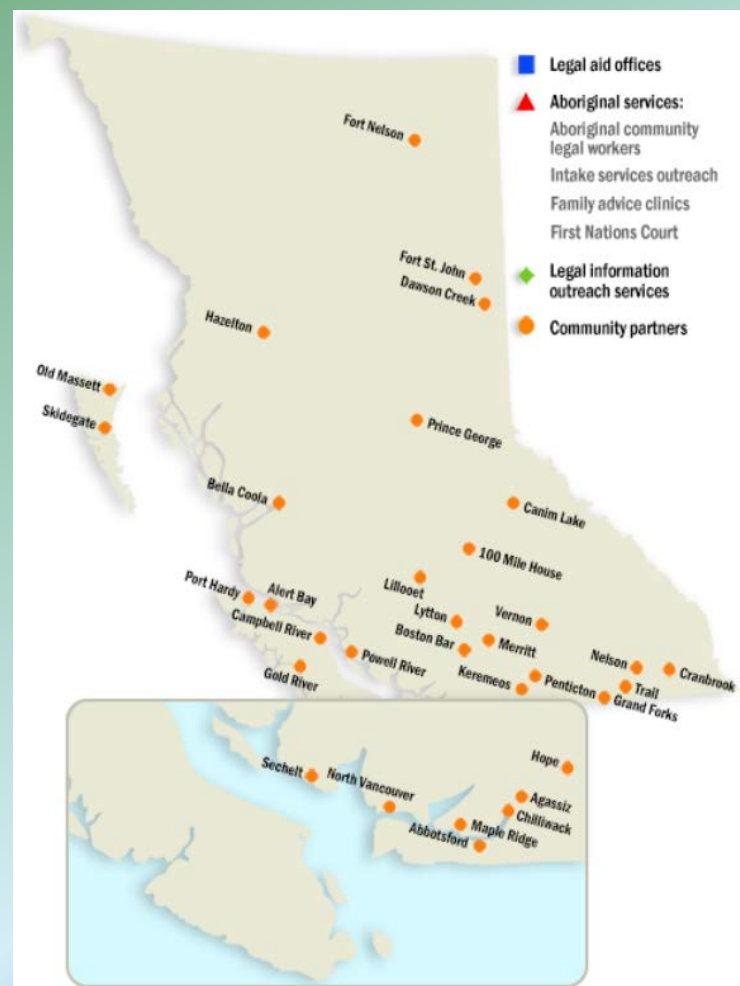 Legal aid offices
Aboriginal services:
Aboriginal community
legal workers
Intake services outreach
Family advice clinics
First Nations Court
Legal information
outreach services
Community partners
Fort Nelson
Fort St. John
Dawson Creek
Hazelton
Old Massett
Skidegate
Prince George
Bella Coola
Canim Lake
100 Mile House
Lillooet
Port Hardy
Alert Bay
Lytton
Vernon
Campbell River
Boston Bar
Merritt
Powell River
Gold River
Keremeos
Penticton
Nelson
Cranbrook
Trail
Grand Forks
Hope
Sechelt
North Vancouver
Agassiz
Chilliwack
Maple Ridge
Abbotsford